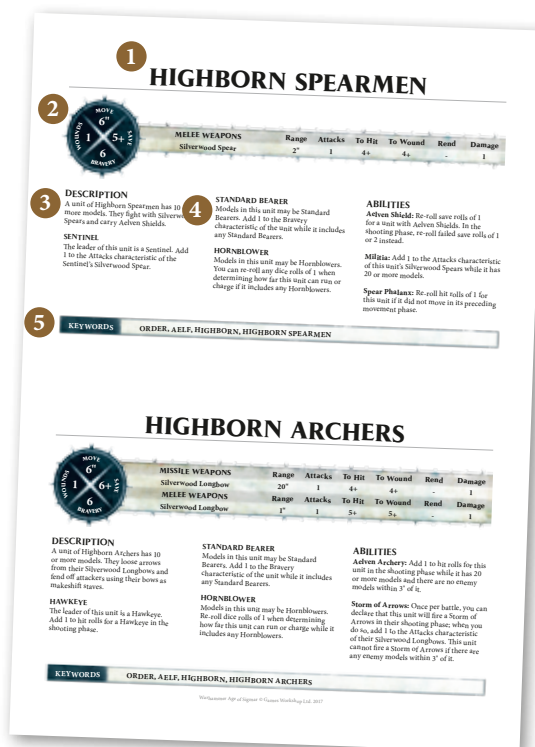 1
HIGHBORN SPEARMEN
2
MOVE
6"
WOUNDS
1
5+
SAVE
6
BRAVERY
MELEE WEAPONS Range Attacks To Hit To Wound Rend Damage
Silverwood Spear 2" 1 4+ 4+ - 1
3
DESCRIPTION
A unit of Highborn Spearmen has 10
more models. They fight with Silverw
Spears and carry Aelven Shields.
SENTINEL
The leader of this unit is a Sentinel. Add
1 to the Attacks characteristic of the
Sentinel's Silverwood Spear.
4
STANDARD BEARER
Models in this unit may be Standard
Bearers. Add 1 to the Bravery
characteristic of the unit while it includes
any Standard Bearers.
HORNBLOWER
Models in this unit may be Hornblowers.
You can re-roll any dice rolls of 1 when
determining how far this unit can run or
charge if it includes any Hornblowers.
ABILITIES
Aelven Shield: Re-roll save rolls of 1
for a unit with Aelven Shields. In the
shooting phase, re-roll failed save rolls of 1
or 2 instead.
Militia: Add 1 to the Attacks characteristic
of this unit's Silverwood Spears while it has
20 or more models.
Spear Phalanx: Re-roll hit rolls of 1 for
this unit if it did not move in its preceding
movement phase.
5
KEYWORDS ORDER, AELF, HIGHBORN, HIGHBORN SPEARMEN
HIGHBORN ARCHERS
MOVE
6"
WOUNDS
1
6+
SAVE
6
BRAVERY
MISSILE WEAPONS Range Attacks To Hit To Wound Rend Damage
Silverwood Longbow 20" 1 4+ 4+ - 1
MELEE WEAPONS Range Attacks To Hit To Wound Rend Damage
Silverwood Longbow 1" 1 5+ 5+ - 1
DESCRIPTION
A unit of Highborn Archers has 10
or more models. They loose arrows
from their Silverwood Longbows and
fend off attackers using their bows as
makeshift staves.
HAWKEYE
The leader of this unit is a Hawkeye.
Add 1 to hit rolls for a Hawkeye in the
shooting phase.
STANDARD BEARER
Models in this unit may be Standard
Bearers. Add 1 to the Bravery
characteristic of the unit while it includes
any Standard Bearers.
HORNBLOWER
Models in this unit may be Hornblowers.
Re-roll dice rolls of 1 when determining
how far this unit can run or charge while it
includes any Hornblowers.
ABILITIES
Aelven Archery: Add 1 to hit rolls for this
unit in the shooting phase while it has 20
or more models and there are no enemy
models within 3" of it.
Storm of Arrows: Once per battle, you can
declare that this unit will fire a Storm of
Arrows in their shooting phase; when you
do so, add 1 to the Attacks characteristic
of their Silverwood Longbows. This unit
cannot fire a Storm of Arrows if there are
any enemy models within 3" of it.
KEYWORDS ORDER, AELF, HIGHBORN, HIGHBORN ARCHERS
Warhammer Age of Sigmar © Games Workshop Ltd. 2017